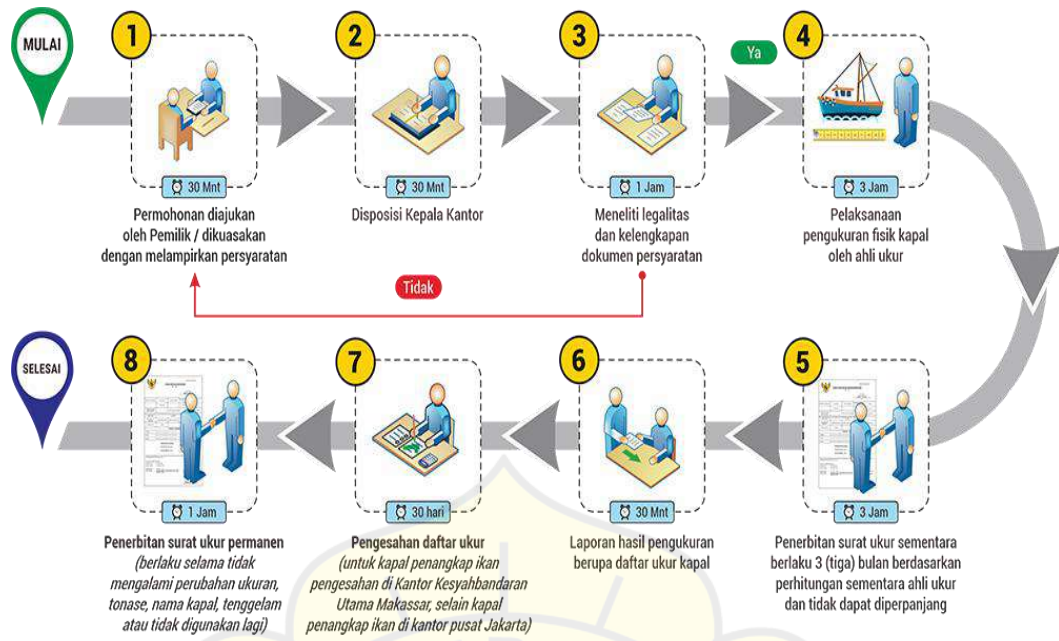 MULAI
1
30 Mnt
Permohonan diajukan
oleh Pemilik / dikuasakan
dengan melampirkan persyaratan
2
30 Mnt
Disposisi Kepala Kantor
3
1 Jam
Meneliti legalitas
dan kelengkapan
dokumen persyaratan
Ya
Tidak
4
3 Jam
Pelaksanaan
pengukuran fisik kapal
oleh ahli ukur
5
3 Jam
Penerbitan surat ukur sementara
berlaku 3 (tiga) bulan berdasarkan
perhitungan sementara ahli ukur
dan tidak dapat diperpanjang
6
30 Mnt
Laporan hasil pengukuran
berupa daftar ukur kapal
7
30 hari
Pengesahan daftar ukur
(untuk kapal penangkap ikan
pengesahan di Kantor Kesyahbandaran
Utama Makassar, selain kapal
penangkap ikan di kantor pusat Jakarta)
8
1 Jam
Penerbitan surat ukur permanen
(berlaku selama tidak
mengalami perubahan ukuran,
tonase, nama kapal, tenggelam
atau tidak digunakan lagi)
SELESAI